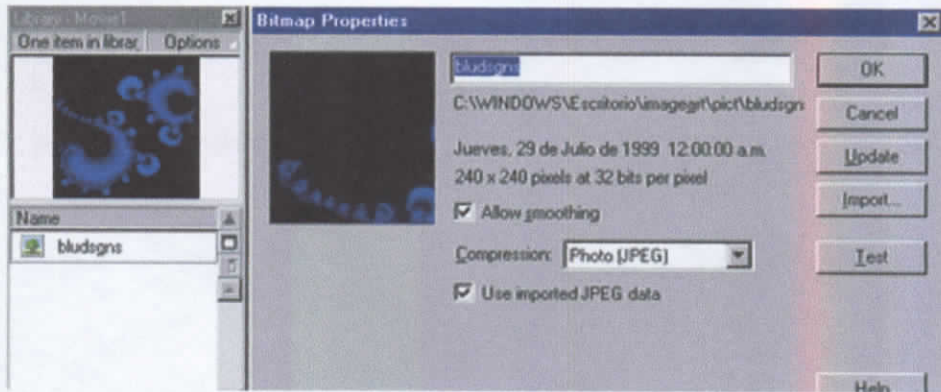 Library - Movie1
One item in librar
Options
Name
bludsgns
Bitmap Properties
bludsgns
C:\WINDOWS\Escritorio\imagegrt\pict\bludsgn
Jueves, 29 de Julio de 1999 12:00:00 a.m.
240 x 240 pixels at 32 bits per pixel
Allow smoothing
Compression: Photo (JPEG)
Use imported JPEG data
OK
Cancel
Update
Import...
Test
Help